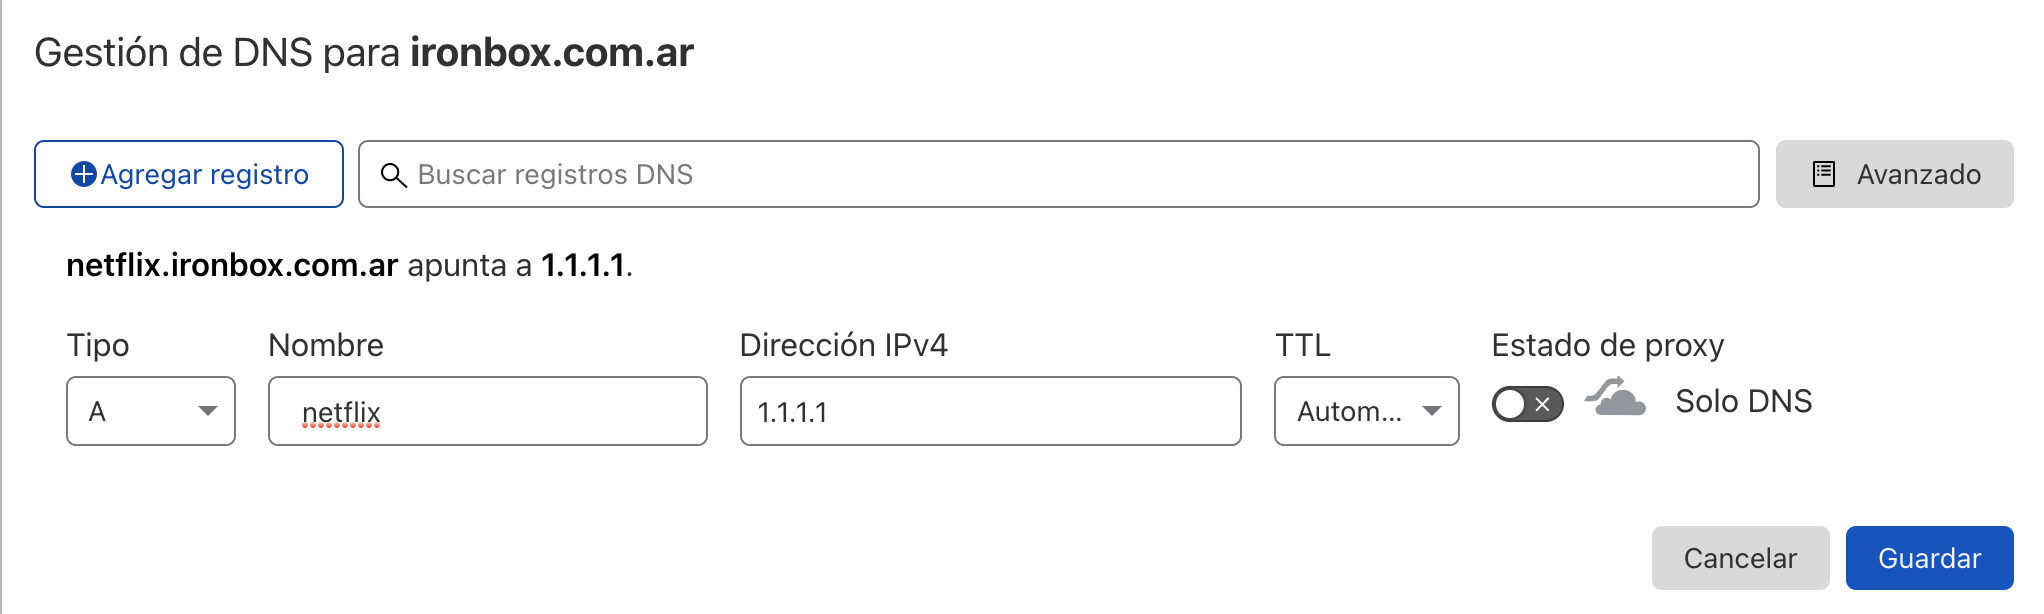 Gestión de DNS para ironbox.com.ar
Agregar registro
Buscar registros DNS
Avanzado
netflix.ironbox.com.ar apunta a 1.1.1.1.
Tipo
Nombre
Dirección IPv4
TTL
Estado de proxy
A
netflix
1.1.1.1
Autom...
Solo DNS
Cancelar
Guardar